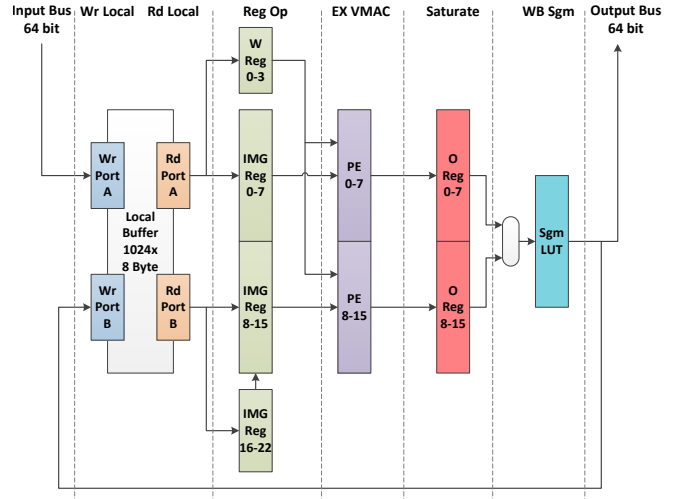 Input Bus
64 bit
Wr Local
Rd Local
Reg Op
EX VMAC
Saturate
WB Sgm
Output Bus
64 bit
W
Reg
0-3
Wr
Port
A
Rd
Port
A
IMG
Reg
0-7
PE
0-7
O
Reg
0-7
Local
Buffer
1024x
8 Byte
Sgm
LUT
Wr
Port
B
Rd
Port
B
IMG
Reg
8-15
PE
8-15
O
Reg
8-15
IMG
Reg
16-22